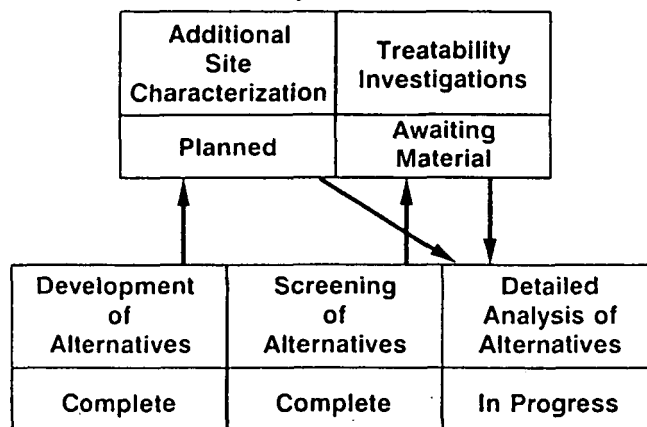 Additional
Site
Characterization
Treatability
Investigations
Planned
Awaiting
Material
Development
of
Alternatives
Screening
of
Alternatives
Detailed
Analysis of
Alternatives
Complete
Complete
In Progress